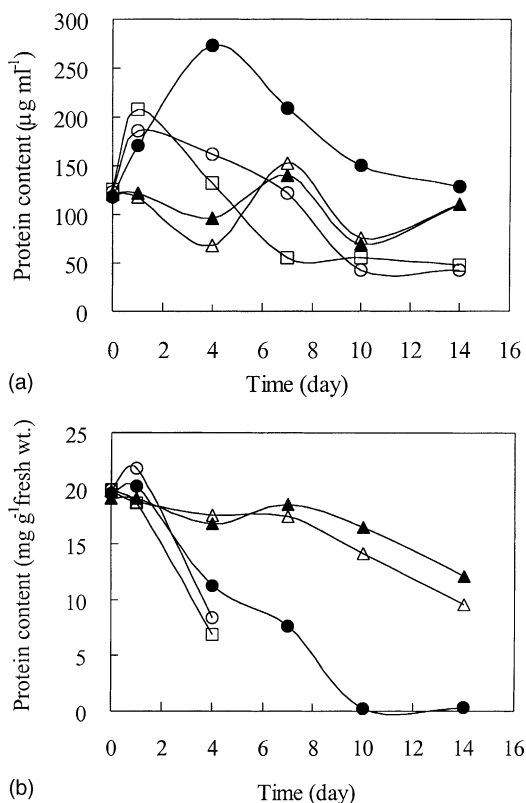 300
250
200
150
100
50
0
Protein content (µg ml⁻¹)
0 2 4 6 8 10 12 14 16
(a)
Time (day)
25
20
15
10
5
0
Protein content (mg g¹fresh wt.)
0 2 4 6 8 10 12 14 16
(b)
Time (day)